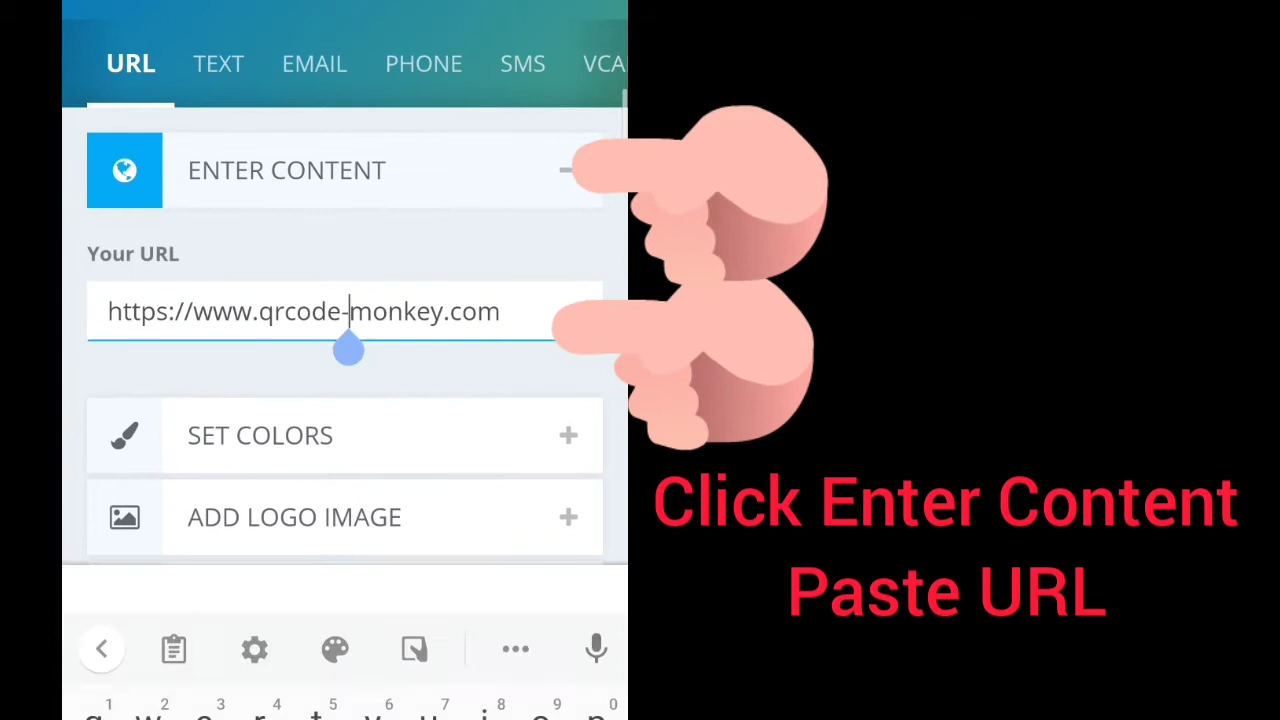 URL TEXT EMAIL PHONE SMS VCA
ENTER CONTENT
Your URL
https://www.qrcode-monkey.com
SET COLORS
ADD LOGO IMAGE
Click Enter Content
Paste URL
1 2 3 4 5 6 7 8 9 0
q w e r t y u i o p